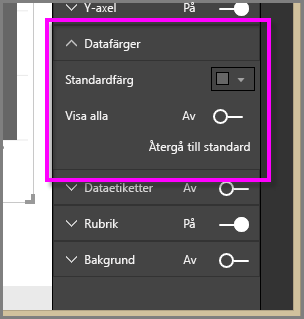 Y-axel På
Datafärger
Standardfärg
Visa alla Av
Återgå till standard
Dataetiketter Av
Rubrik På
Bakgrund Av